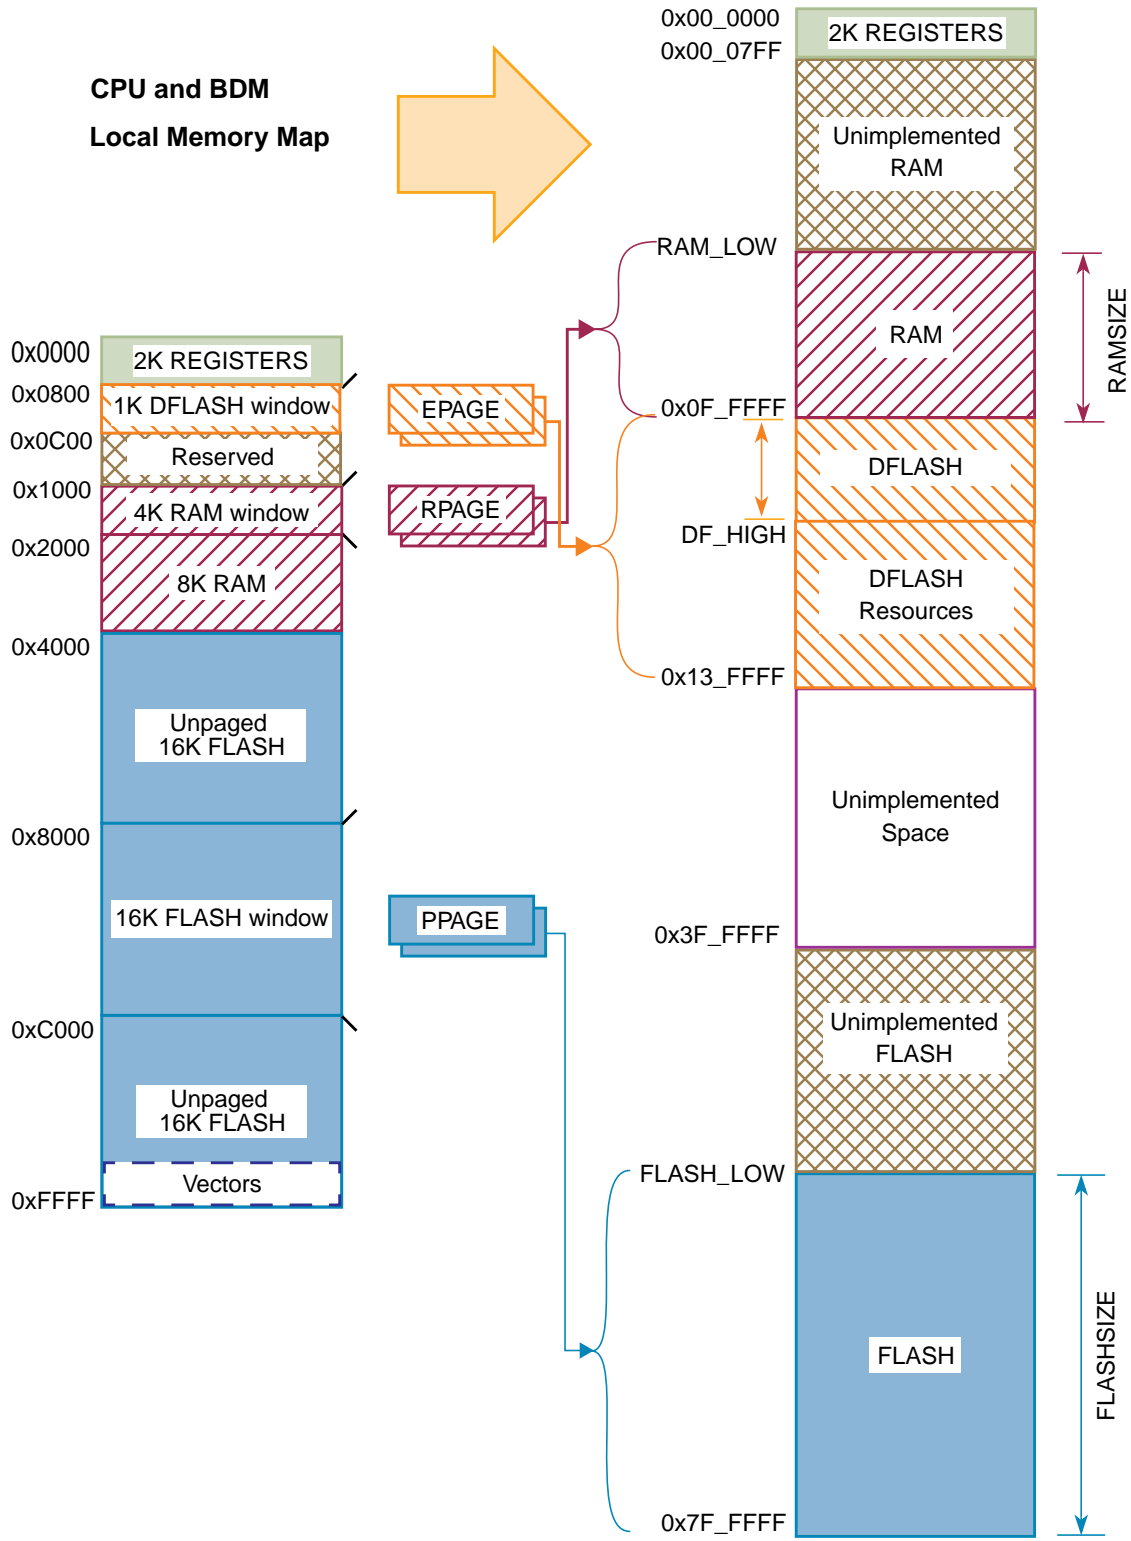 CPU and BDM
Local Memory Map
0x0000
2K REGISTERS
0x0800
1K DFLASH window
0x0C00
Reserved
0x1000
4K RAM window
0x2000
8K RAM
0x4000
Unpaged
16K FLASH
0x8000
16K FLASH window
0xC000
Unpaged
16K FLASH
Vectors
0xFFFF
EPAGE
RPAGE
PPAGE
0x00_0000
2K REGISTERS
0x00_07FF
Unimplemented
RAM
RAM_LOW
RAM
RAMSIZE
0x0F_FFFF
DFLASH
DF_HIGH
DFLASH
Resources
0x13_FFFF
Unimplemented
Space
0x3F_FFFF
Unimplemented
FLASH
FLASH_LOW
FLASH
FLASHSIZE
0x7F_FFFF